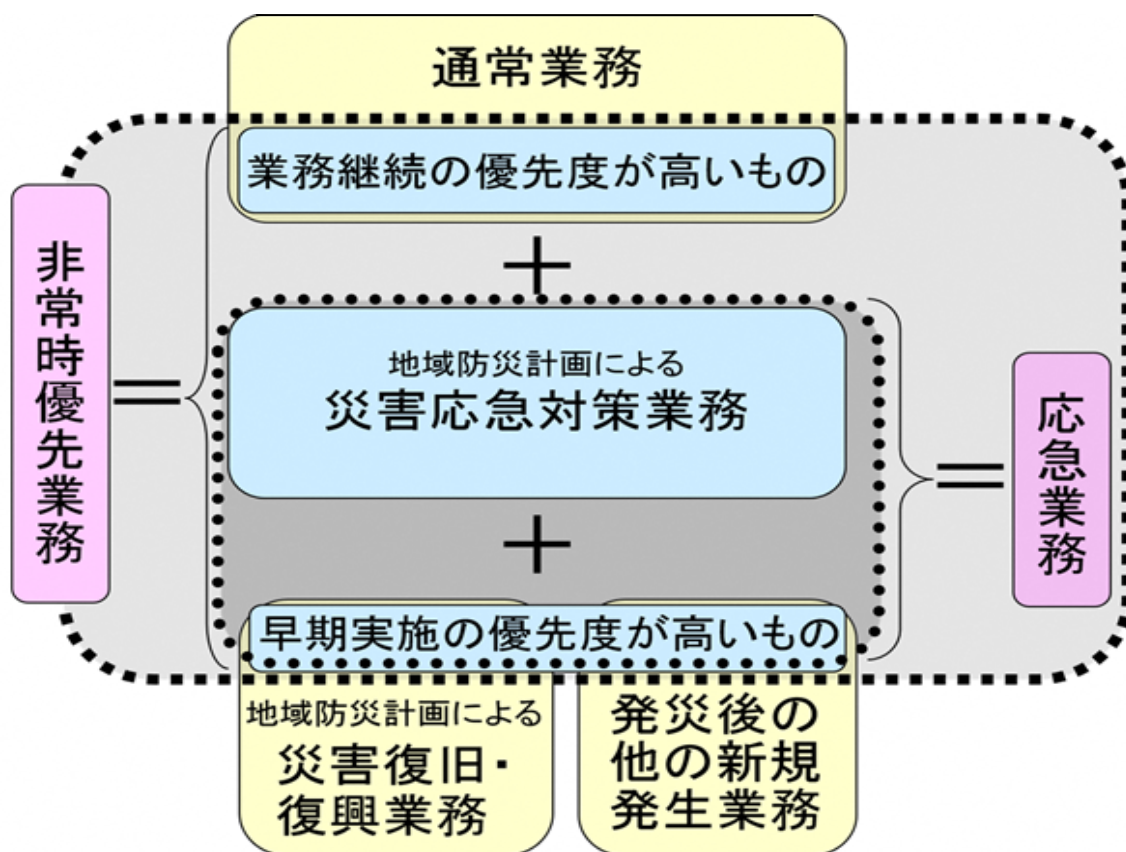 通常業務
業務継続の優先度が高いもの
＋
非常時優先業務
＝
地域防災計画による
災害応急対策業務
＝
応急業務
＋
早期実施の優先度が高いもの
地域防災計画による
災害復旧・
復興業務
発災後の
他の新規
発生業務